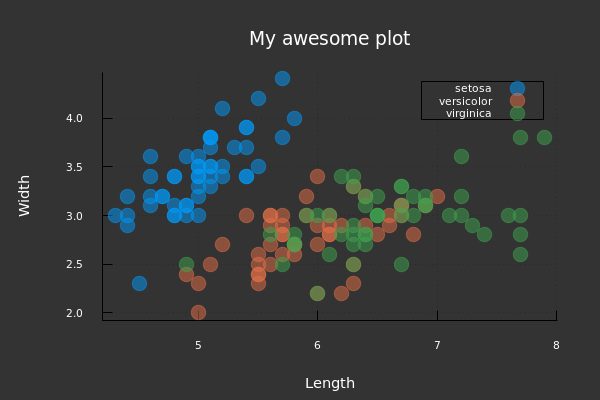 My awesome plot
setosa
versicolor
virginica
Width
4.0
3.5
3.0
2.5
2.0
5 6 7 8
Length